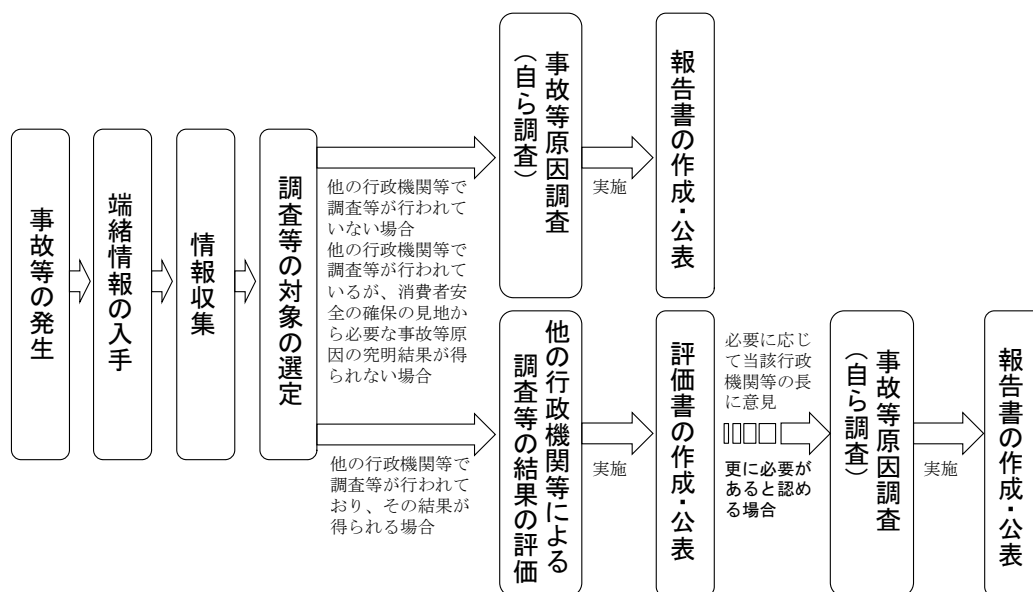 事故等の発生
端緒情報の入手
情報収集
調査等の対象の選定
他の行政機関等で
調査等が行われて
いない場合
他の行政機関等で
調査等が行われて
いるが、消費者安
全の確保の見地か
ら必要な事故等原
因の究明結果が得
られない場合
事故等原因調査
（自ら調査）
実施
報告書の作成・公表
他の行政機関等で
調査等が行われて
おり、その結果が
得られる場合
他の行政機関等による
調査等の結果の評価
実施
評価書の作成・公表
必要に応じ
て当該行政
機関等の長
に意見
更に必要が
あると認め
る場合
事故等原因調査
（自ら調査）
実施
報告書の作成・公表